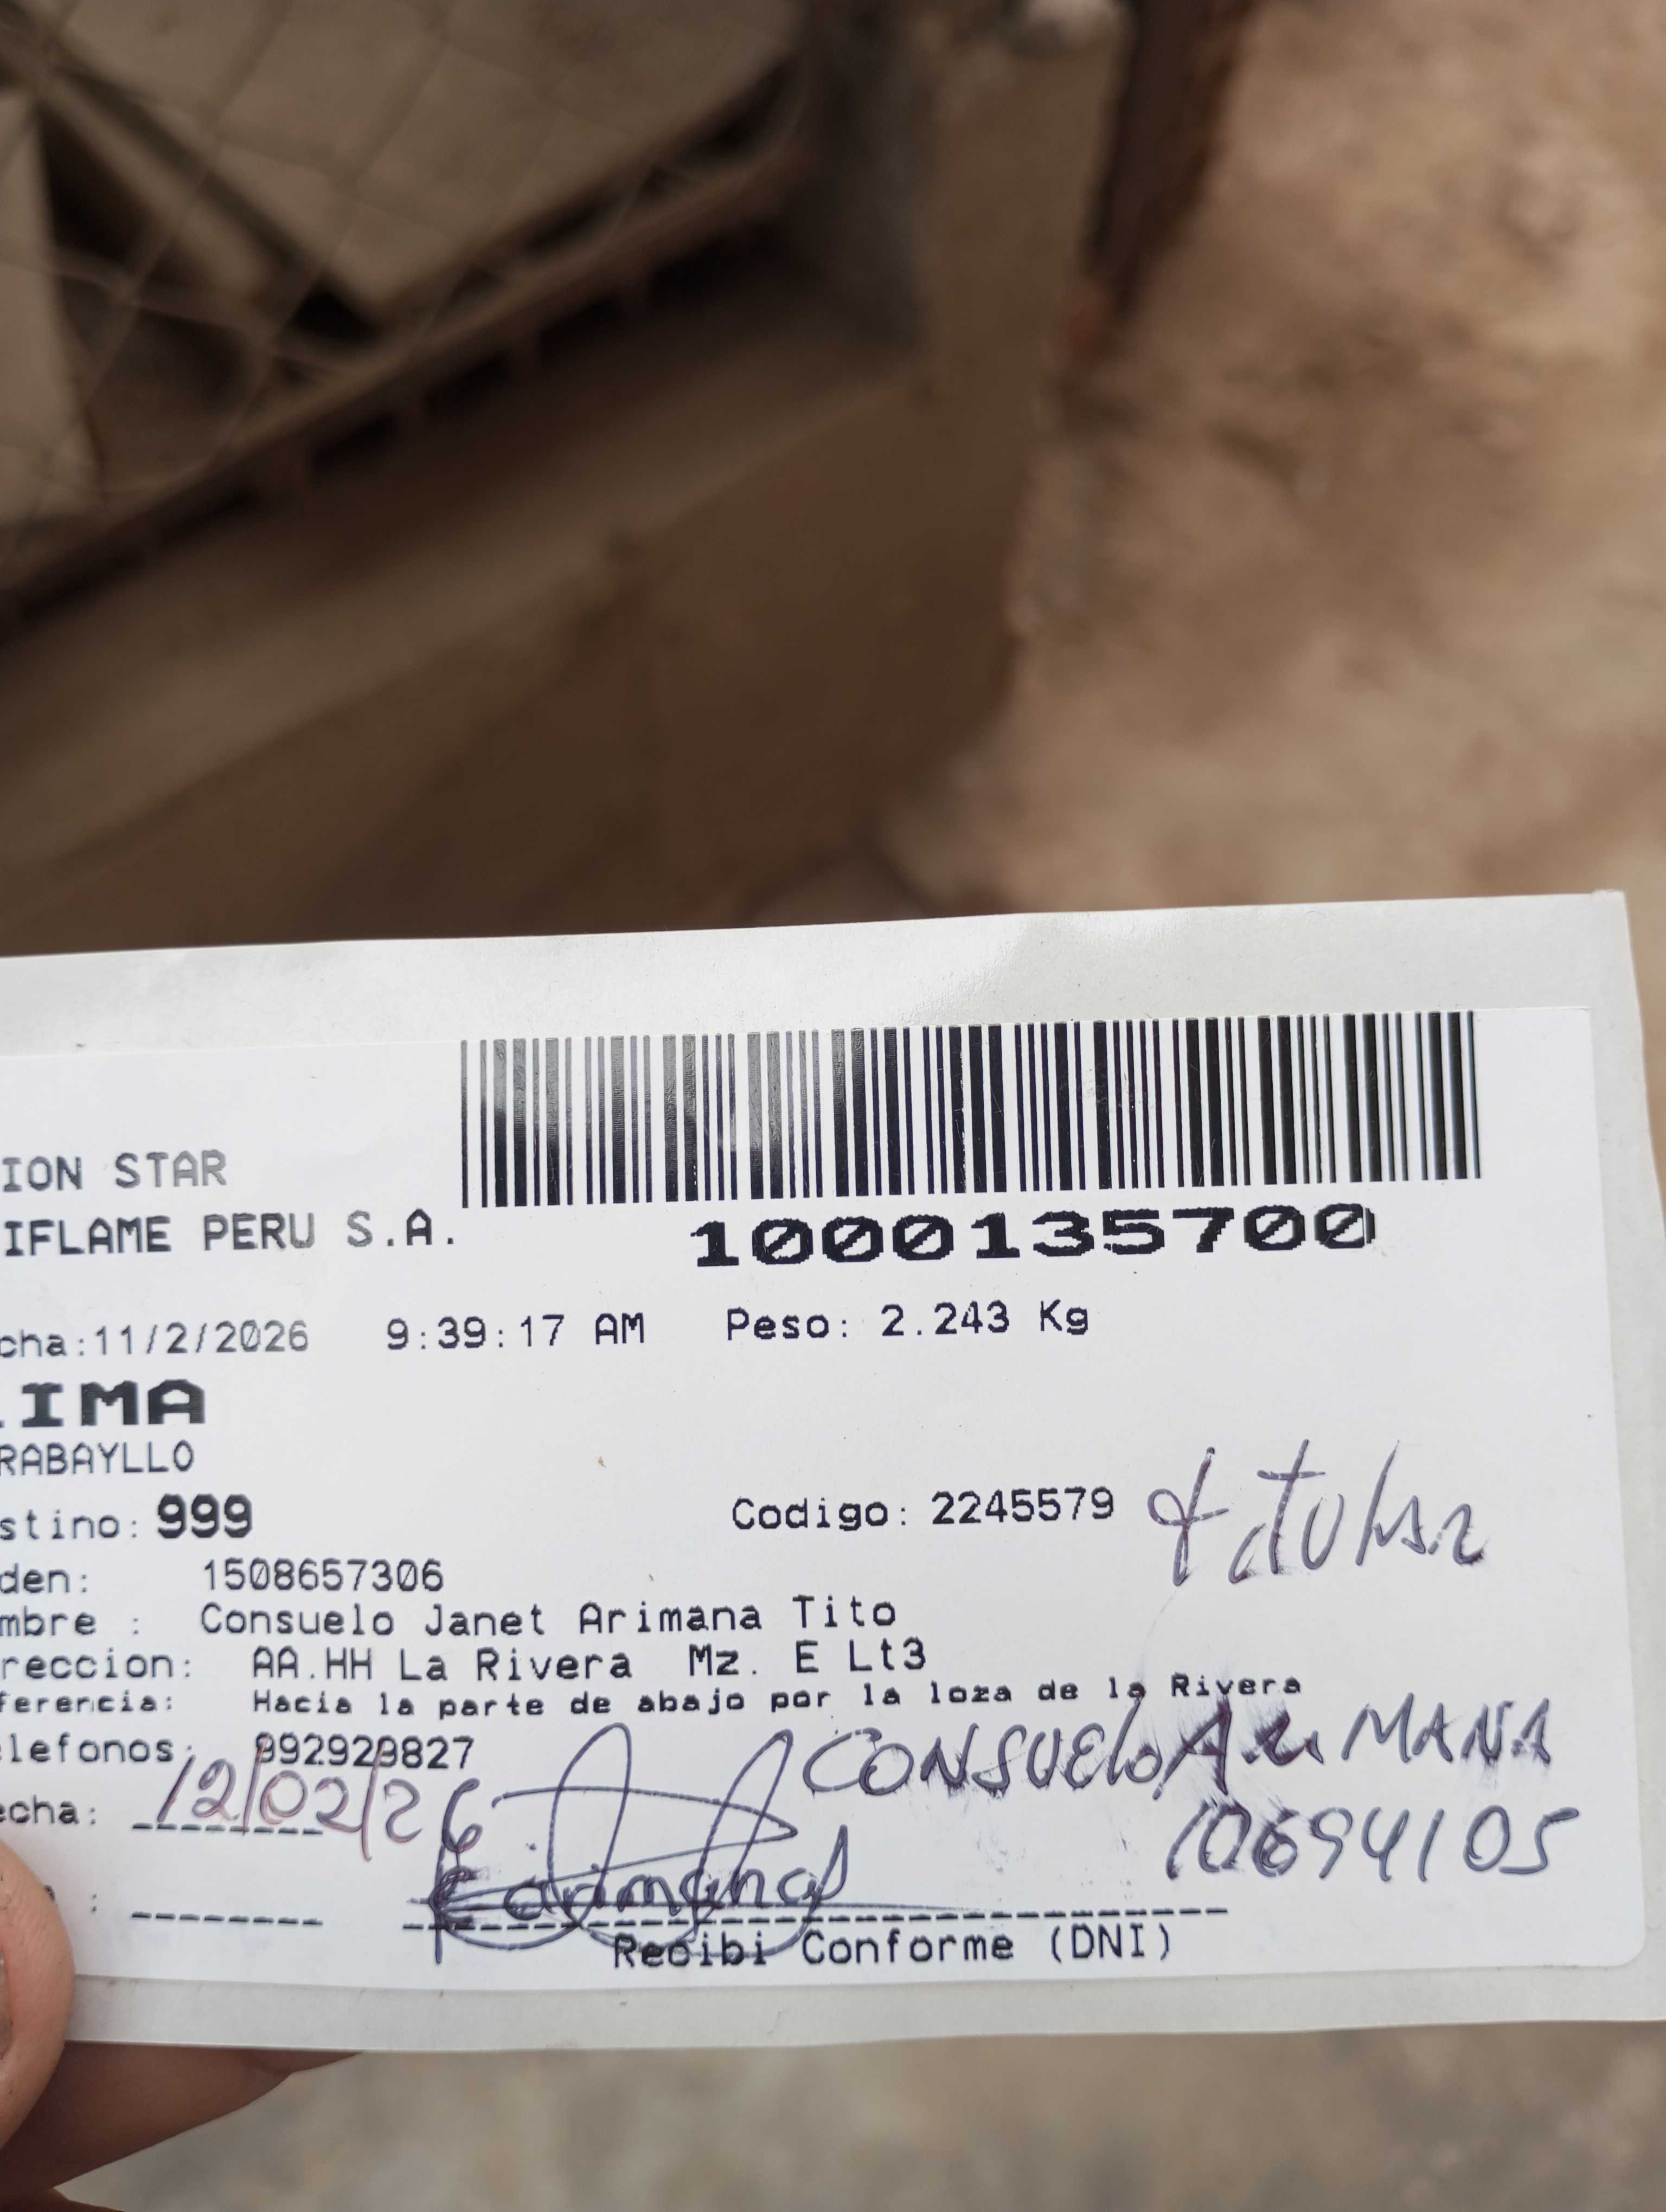 ION STAR
IFLAME PERU S.A.
1000135700
cha:11/2/2026 9:39:17 AM Peso: 2.243 Kg
IMA
RABAYLLO
stino: 999 Codigo: 2245579 titular
den: 1508657306
mbre : Consuelo Janet Arimana Tito
reccion: AA.HH La Rivera Mz. E Lt3
ferencia: Hacia la parte de abajo por la loza de la Rivera
lefonos: 992929827 CONSUElo ARiMANA
echa: 12/02/26 10694105
: Recibi Conforme (DNI)